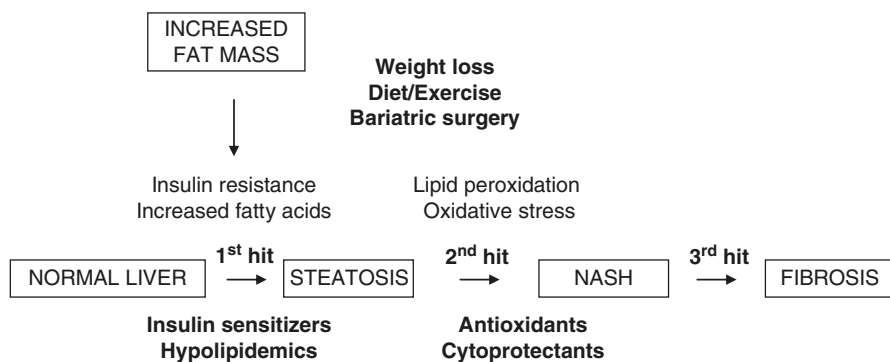 INCREASED
FAT MASS
Weight loss
Diet/Exercise
Bariatric surgery
Insulin resistance
Increased fatty acids
Lipid peroxidation
Oxidative stress
1st hit
2nd hit
3rd hit
NORMAL LIVER
STEATOSIS
NASH
FIBROSIS
Insulin sensitizers
Hypolipidemics
Antioxidants
Cytoprotectants